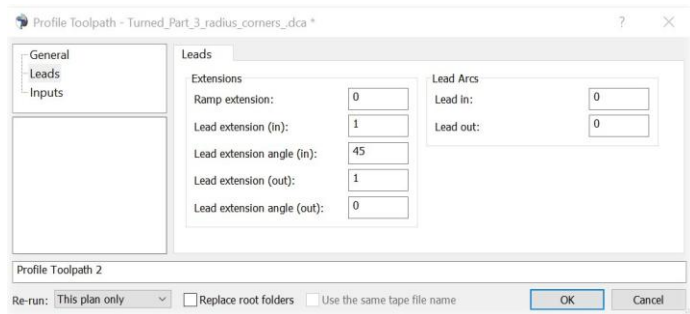 Profile Toolpath - Turned_Part_3_radius_corners_.dca *
General
Leads
Inputs
Leads
Extensions
Ramp extension: 0
Lead extension (in): 1
Lead extension angle (in): 45
Lead extension (out): 1
Lead extension angle (out): 0
Lead Arcs
Lead in: 0
Lead out: 0
Profile Toolpath 2
Re-run: This plan only Replace root folders Use the same tape file name OK Cancel